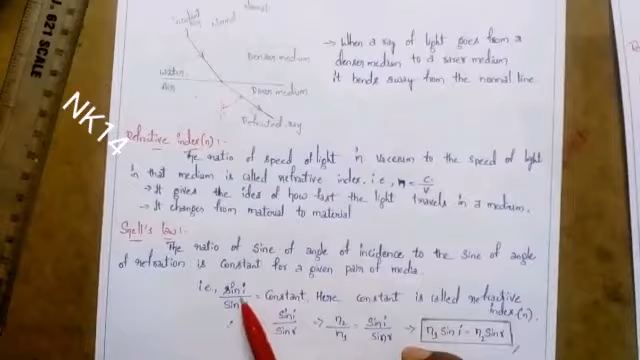 J. 621 SCALE
Normal
Incident
ray
→ When a ray of light goes from a
denser medium to a rarer medium
it bends away from the normal line
Denser medium
water
Air
Rarer medium
r
Refracted ray
NK14
Refractive index(n):-
The ratio of speed of light in vaccum to the speed of light
in that medium is called refractive index. i.e, n = c/v
→ It gives the idea of how fast the light travels in a medium.
→ It changes from material to material
Snell's law:-
The ratio of sine of angle of incidence to the sine of angle
of refraction is constant for a given pair of media.
i.e., sin i / sin = constant. Here constant is called refractive
index(n).
∴ sin i / sin r ⇒ n2/n1 = sin i / sin r ⇒ n1 sin i = n2 sin r